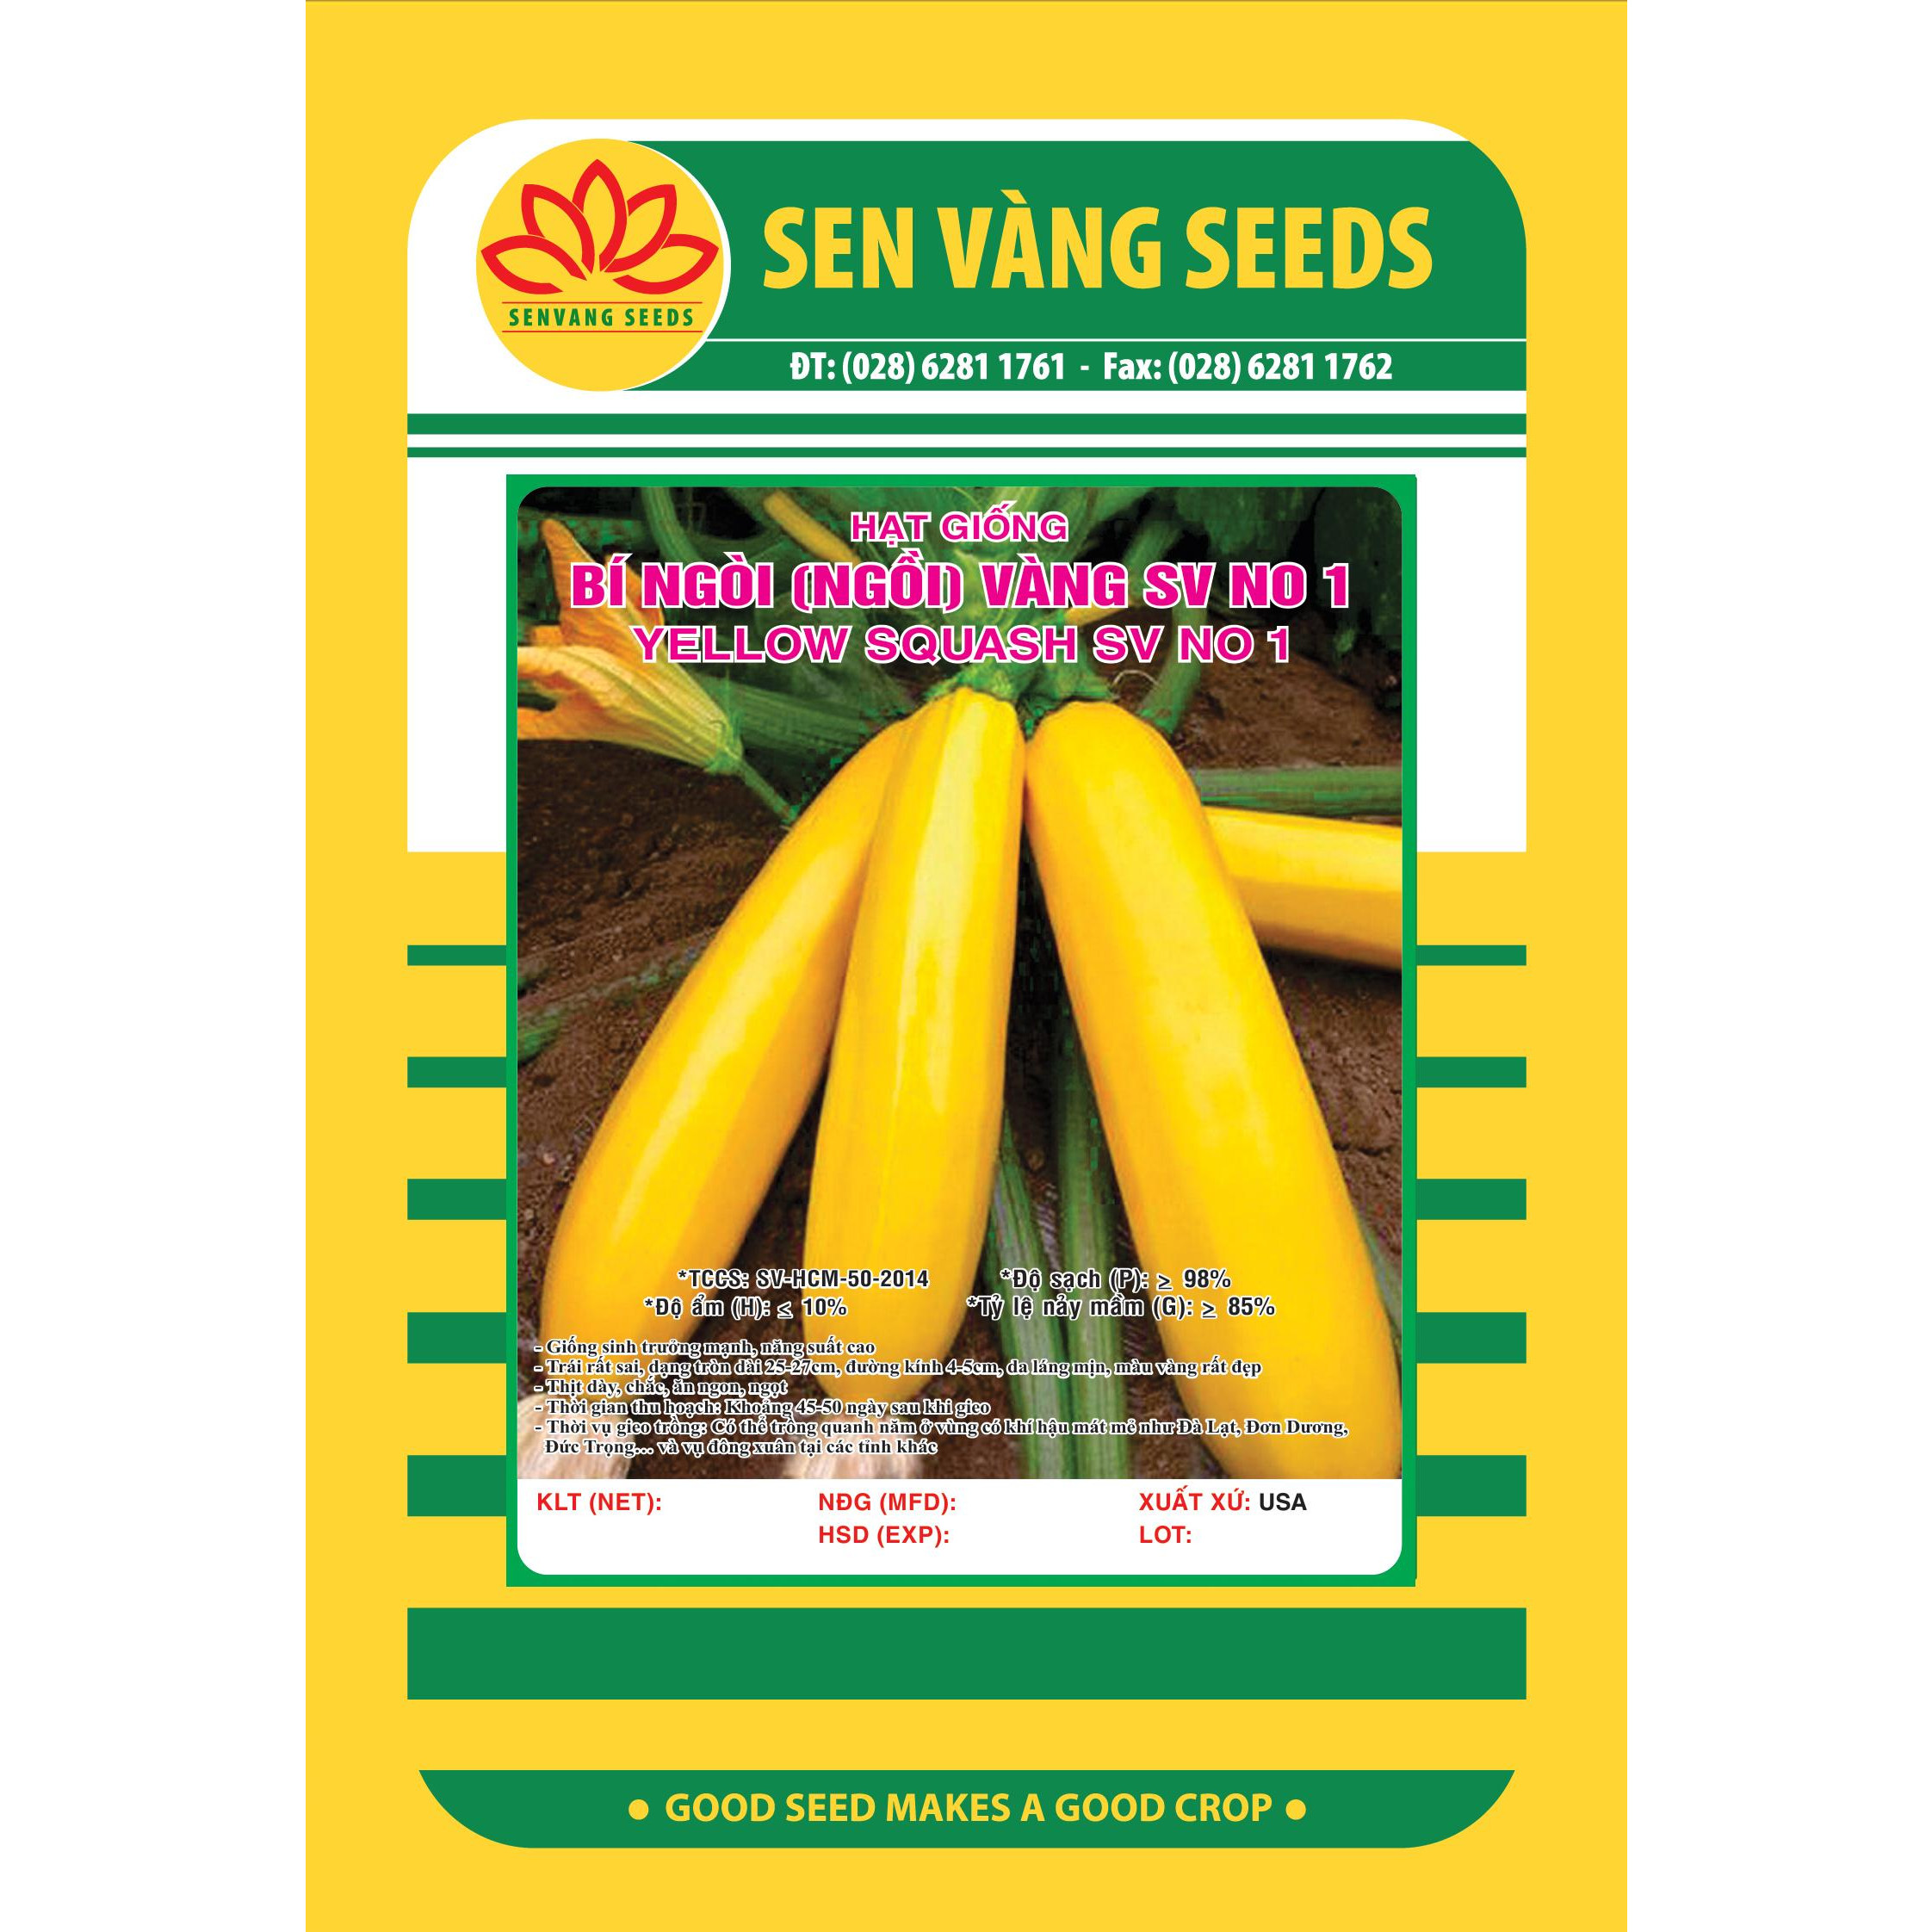 SENVANG SEEDS
SEN VÀNG SEEDS
ĐT: (028) 6281 1761 - Fax: (028) 6281 1762
HẠT GIỐNG
BÍ NGÒI (NGỒI) VÀNG SV NO 1
YELLOW SQUASH SV NO 1
*TCCS: SV-HCM-50-2014 *Độ sạch (P): ≥ 98%
*Độ ẩm (H): ≤ 10% *Tỷ lệ nảy mầm (G): ≥ 85%
- Giống sinh trưởng mạnh, năng suất cao
- Trái rất sai, dạng tròn dài 25-27cm, đường kính 4-5cm, da láng mịn, màu vàng rất đẹp
- Thịt dày, chắc, ăn ngon, ngọt
- Thời gian thu hoạch: Khoảng 45-50 ngày sau khi gieo
- Thời vụ gieo trồng: Có thể trồng quanh năm ở vùng có khí hậu mát mẻ như Đà Lạt, Đơn Dương,
Đức Trọng... và vụ đông xuân tại các tỉnh khác
KLT (NET): NĐG (MFD): XUẤT XỨ: USA
HSD (EXP): LOT:
• GOOD SEED MAKES A GOOD CROP •